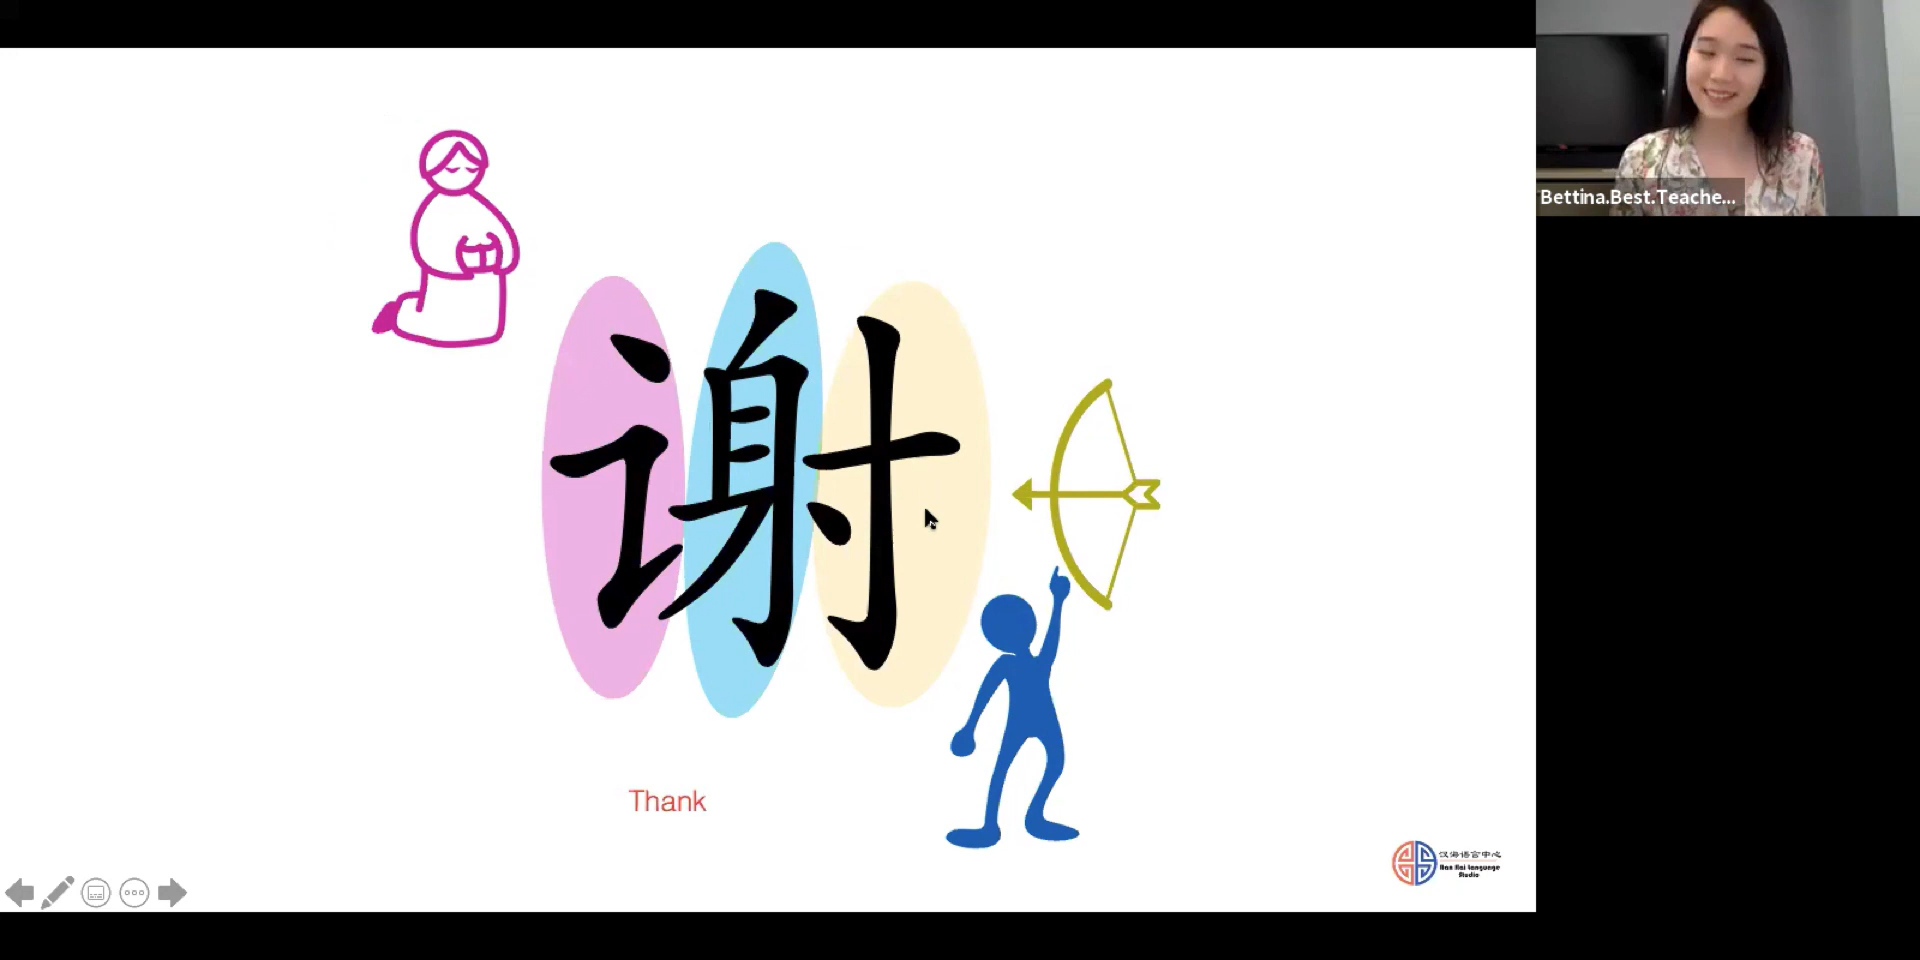 Bettina.Best.Teache...
谢
Thank
汉海语言中心
Han Hai Language
Studio